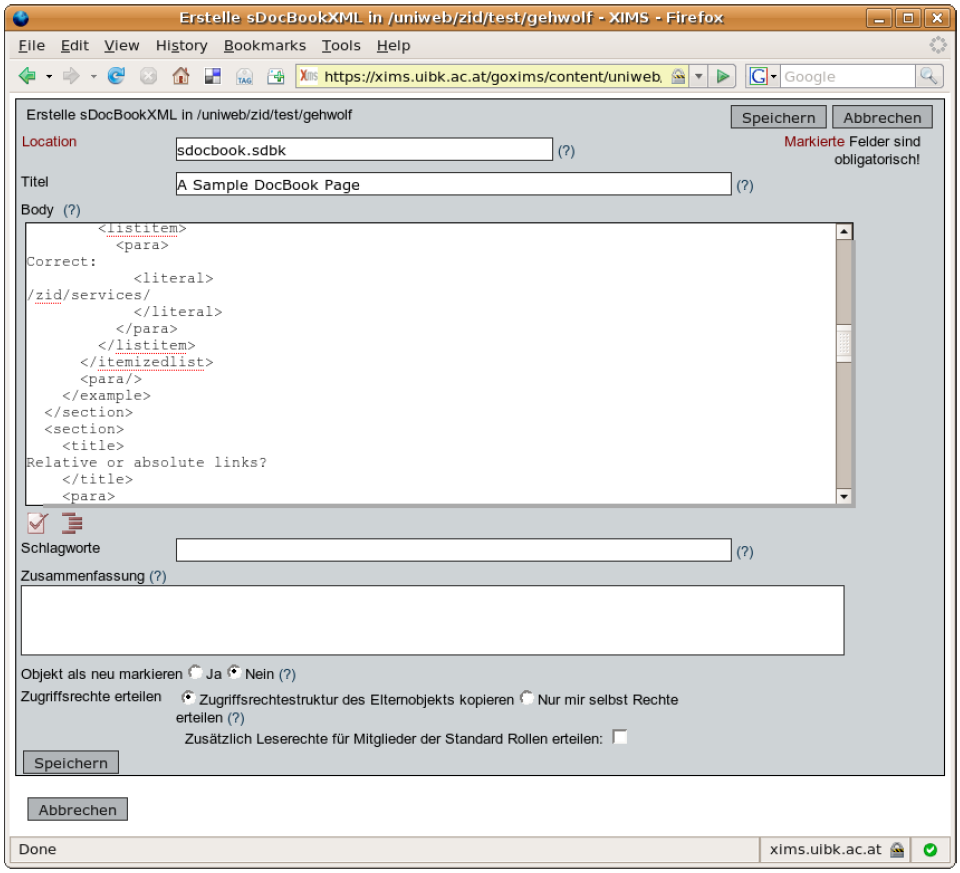 Erstelle sDocBookXML in /uniweb/zid/test/gehwolf - XIMS - Firefox
File Edit View History Bookmarks Tools Help
TAG XIMS https://xims.uibk.ac.at/goxims/content/uniweb, G Google
Erstelle sDocBookXML in /uniweb/zid/test/gehwolf Speichern Abbrechen
Location sdocbook.sdbk (?) Markierte Felder sind
obligatorisch!
Titel A Sample DocBook Page (?)
Body (?)
<listitem>
<para>
Correct:
<literal>
/zid/services/
</literal>
</para>
</listitem>
</itemizedlist>
<para/>
</example>
</section>
<section>
<title>
Relative or absolute links?
</title>
<para>
Schlagworte (?)
Zusammenfassung (?)
Objekt als neu markieren Ja Nein (?)
Zugriffsrechte erteilen Zugriffsrechtestruktur des Elternobjekts kopieren Nur mir selbst Rechte
erteilen (?)
Zusätzlich Leserechte für Mitglieder der Standard Rollen erteilen:
Speichern
Abbrechen
Done xims.uibk.ac.at